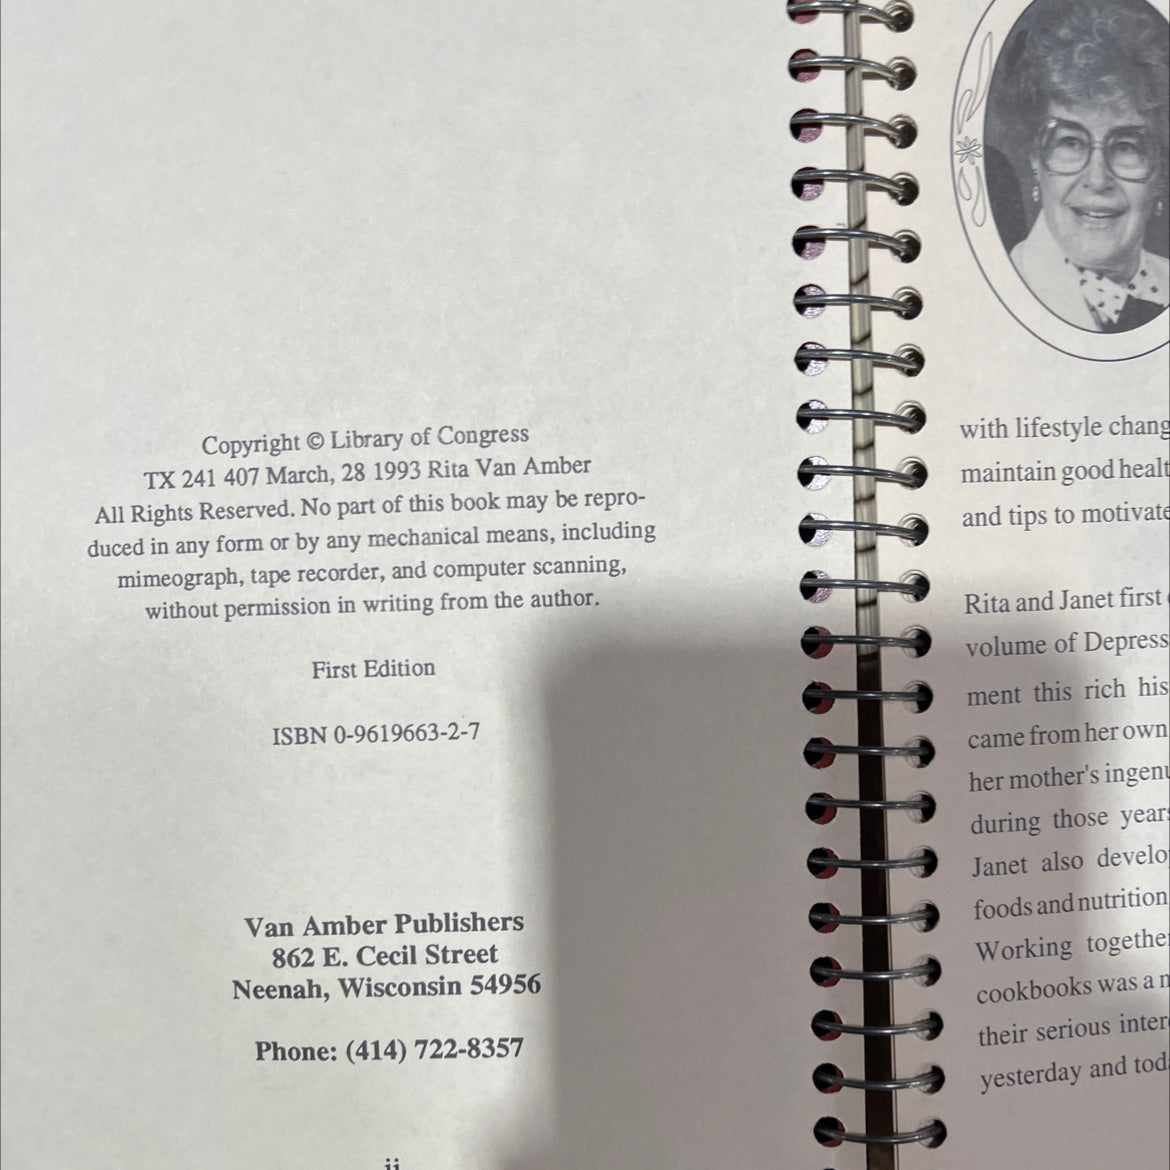 Copyright © Library of Congress
TX 241 407 March, 28 1993 Rita Van Amber
All Rights Reserved. No part of this book may be repro-
duced in any form or by any mechanical means, including
mimeograph, tape recorder, and computer scanning,
without permission in writing from the author.
First Edition
ISBN 0-9619663-2-7
Van Amber Publishers
862 E. Cecil Street
Neenah, Wisconsin 54956
Phone: (414) 722-8357
ii
with lifestyle chang
maintain good healt
and tips to motivate
Rita and Janet first
volume of Depress
ment this rich his
came from her own
her mother's ingenu
during those years
Janet also develo
foods and nutrition
Working together
cookbooks was a n
their serious inter
yesterday and tod